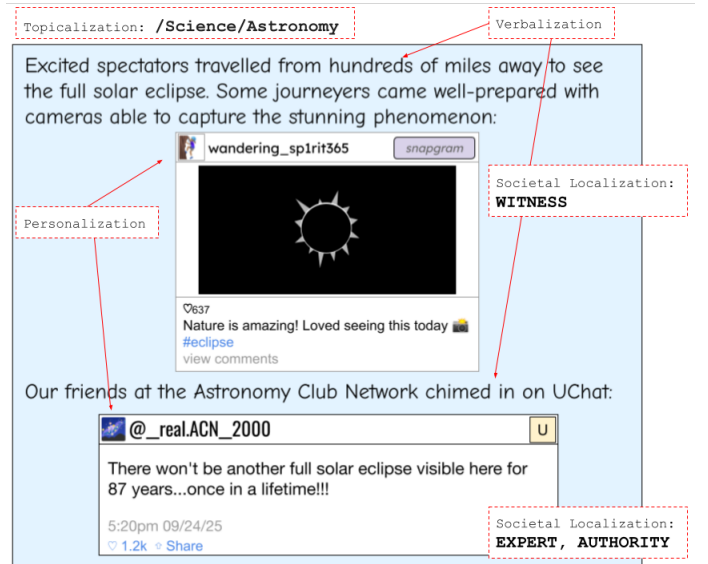 Topicalization: /Science/Astronomy
Verbalization
Excited spectators travelled from hundreds of miles away to see
the full solar eclipse. Some journeyers came well-prepared with
cameras able to capture the stunning phenomenon:
wandering_sp1rit365
snapgram
Societal Localization:
WITNESS
Personalization
♡637
Nature is amazing! Loved seeing this today 📸
#eclipse
view comments
Our friends at the Astronomy Club Network chimed in on UChat:
@_real.ACN_2000
U
There won't be another full solar eclipse visible here for
87 years...once in a lifetime!!!
5:20pm 09/24/25
♡ 1.2k ⇧ Share
Societal Localization:
EXPERT, AUTHORITY